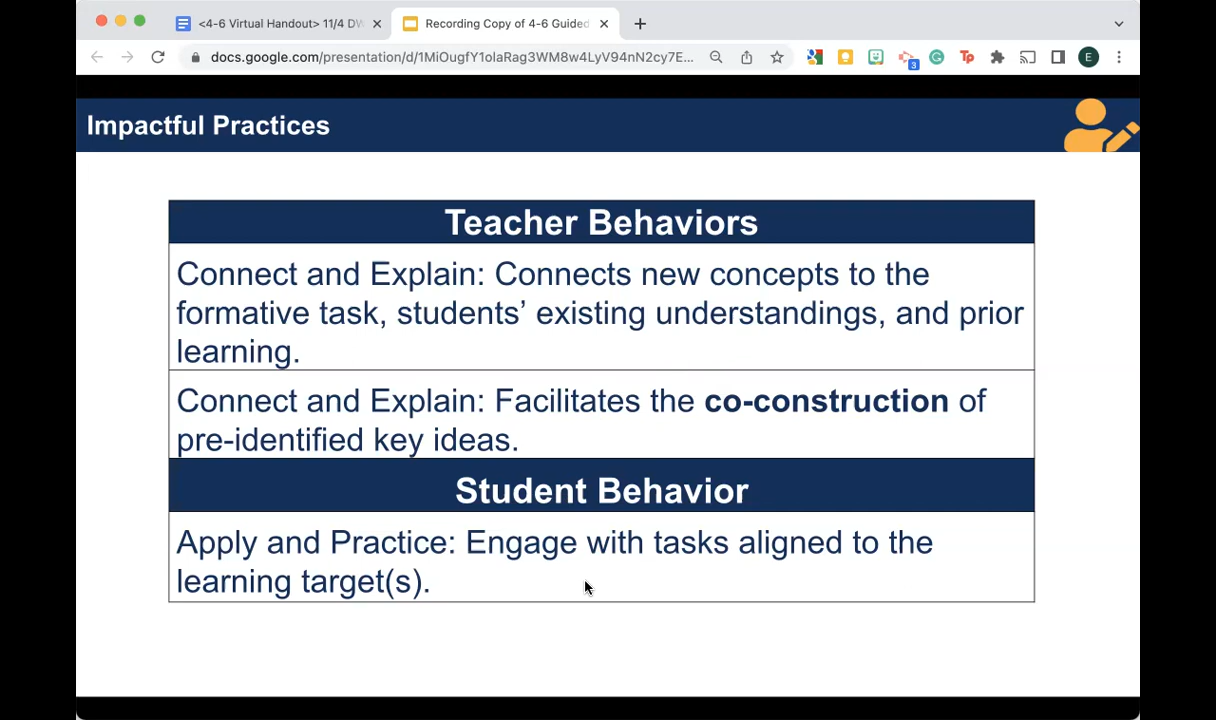 <4-6 Virtual Handout> 11/4 DW
Recording Copy of 4-6 Guided
docs.google.com/presentation/d/1MiOugfY1olaRag3WM8w4LyV94nN2cy7E...
3
Tp
E
Impactful Practices
Teacher Behaviors
Connect and Explain: Connects new concepts to the
formative task, students’ existing understandings, and prior
learning.
Connect and Explain: Facilitates the co-construction of
pre-identified key ideas.
Student Behavior
Apply and Practice: Engage with tasks aligned to the
learning target(s).